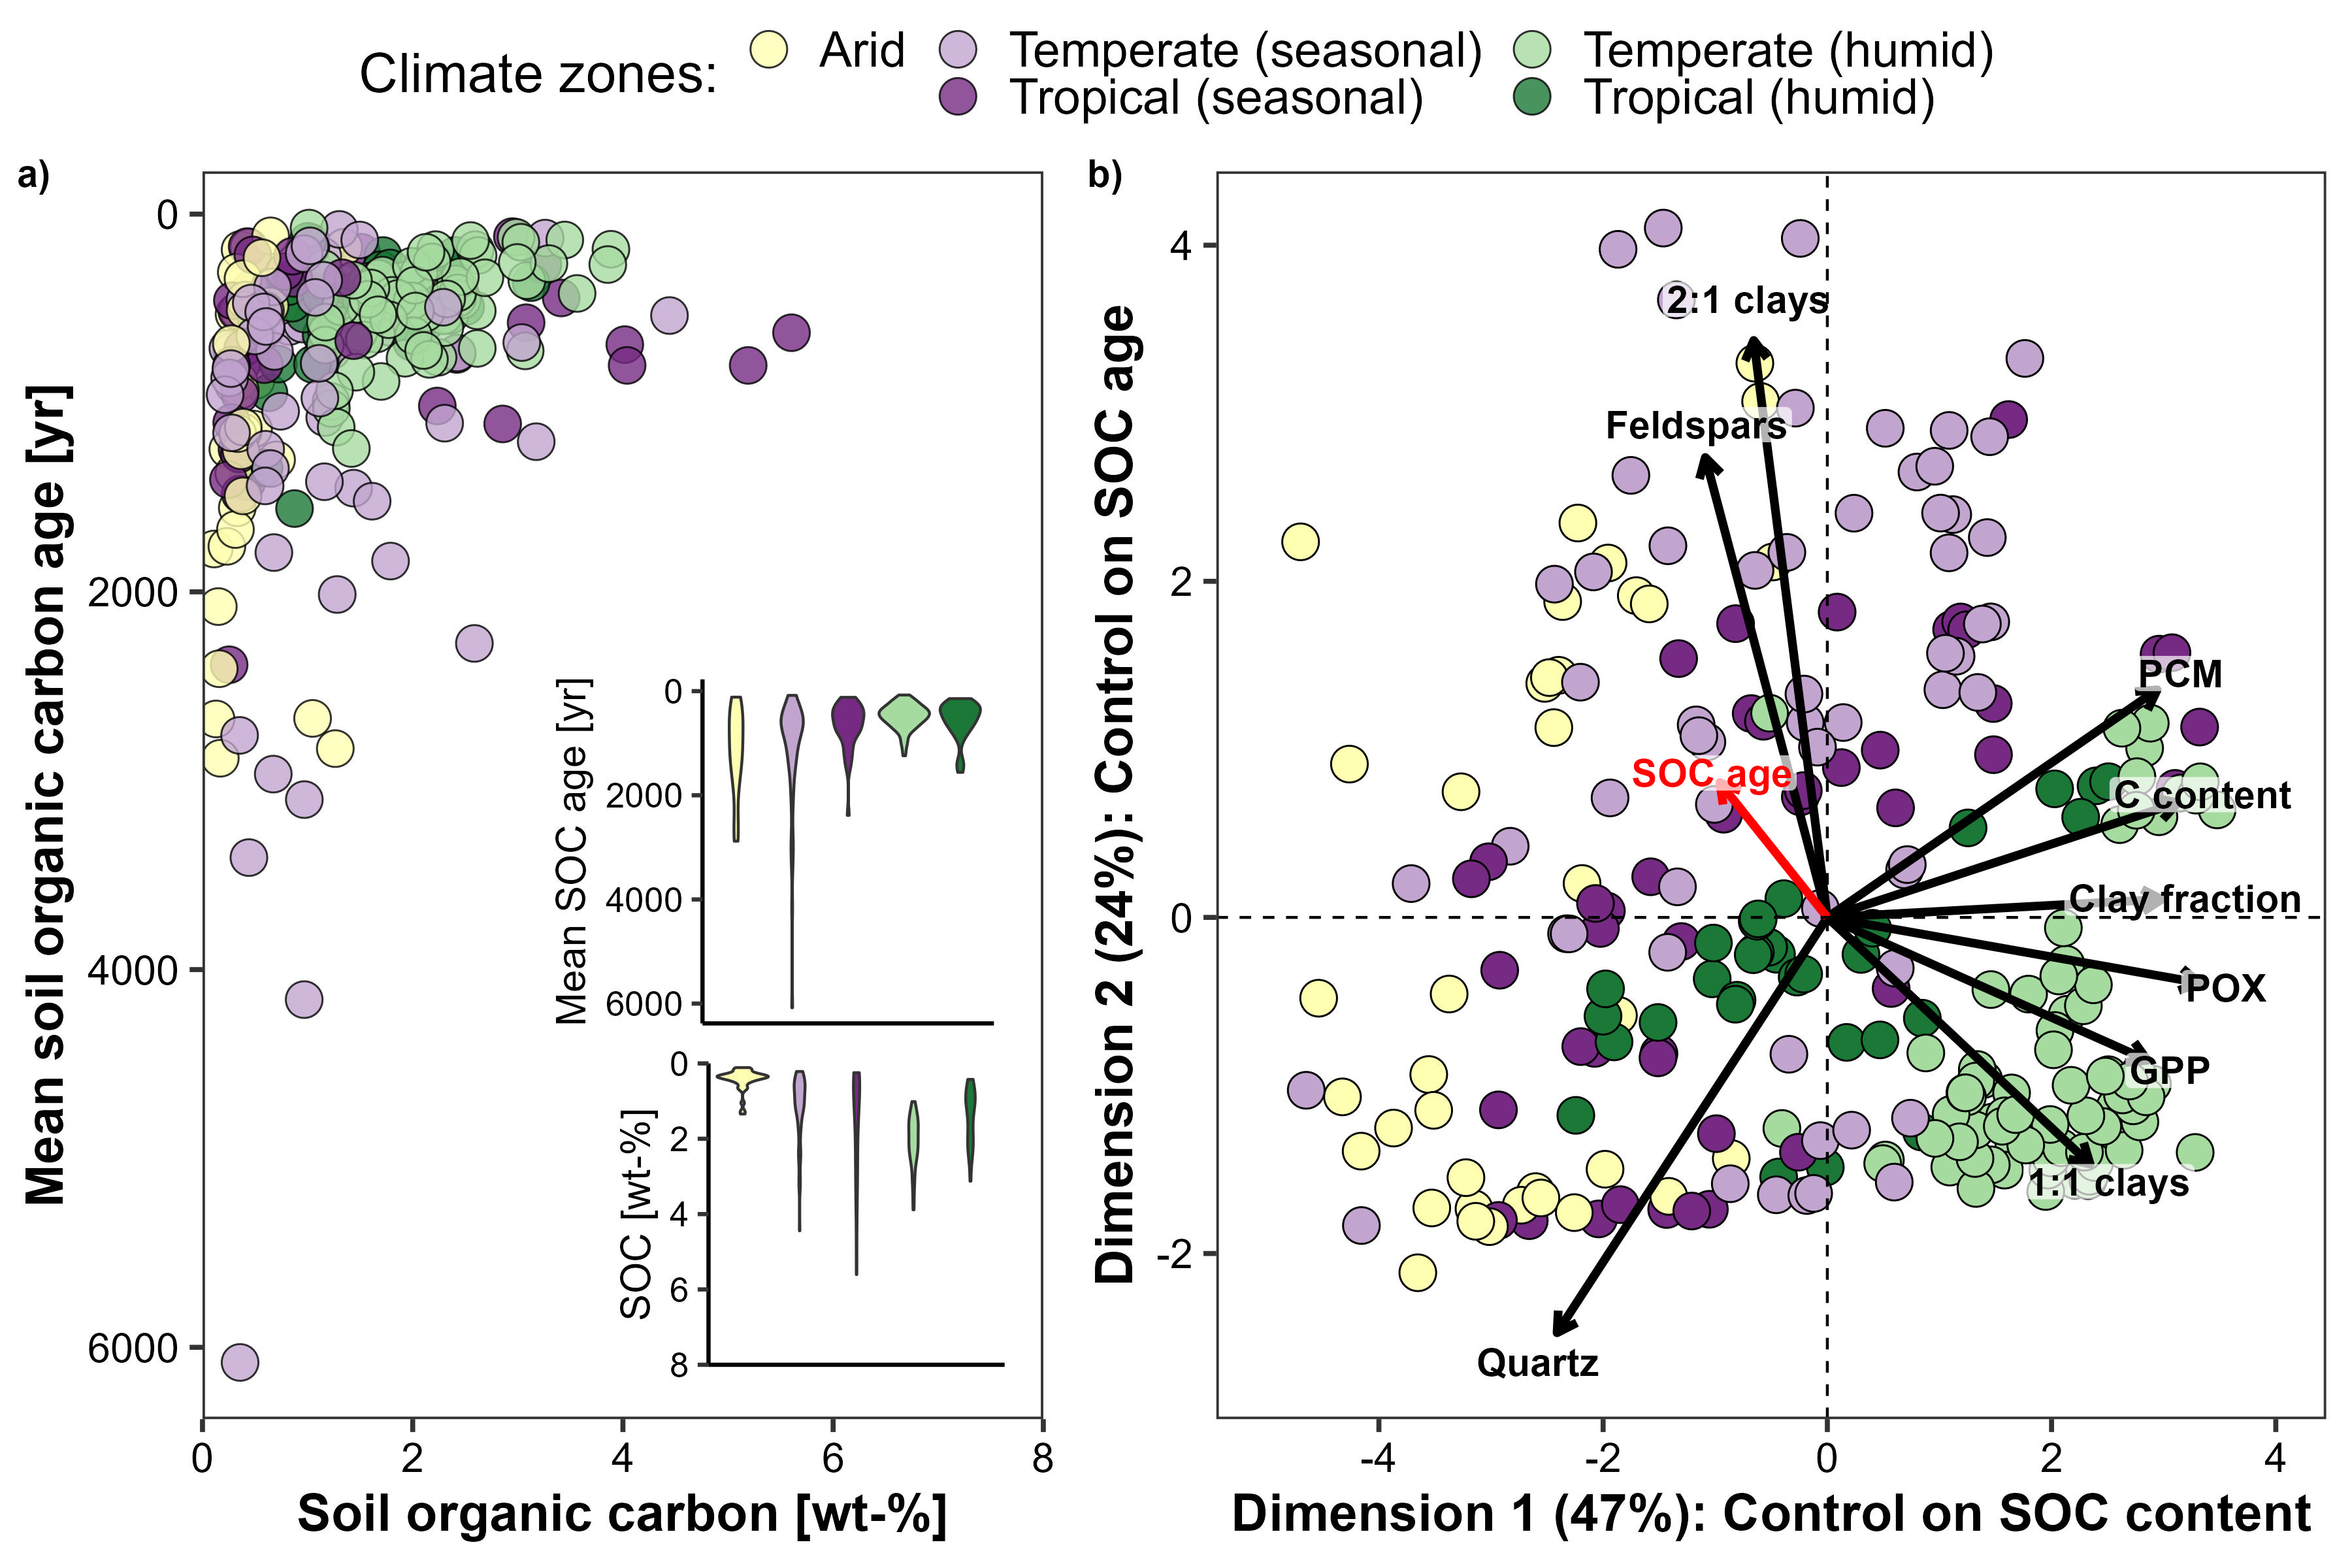 Climate zones:
Arid
Temperate (seasonal)
Temperate (humid)
Tropical (seasonal)
Tropical (humid)
a)
Mean soil organic carbon age [yr]
0
2000
4000
6000
0
2
4
6
8
Soil organic carbon [wt-%]
Mean SOC age [yr]
0
2000
4000
6000
SOC [wt-%]
0
2
4
6
8
b)
Dimension 2 (24%): Control on SOC age
4
2
0
-2
-4
-2
0
2
4
Dimension 1 (47%): Control on SOC content
2:1 clays
Feldspars
PCM
SOC age
C content
Clay fraction
POX
GPP
1:1 clays
Quartz